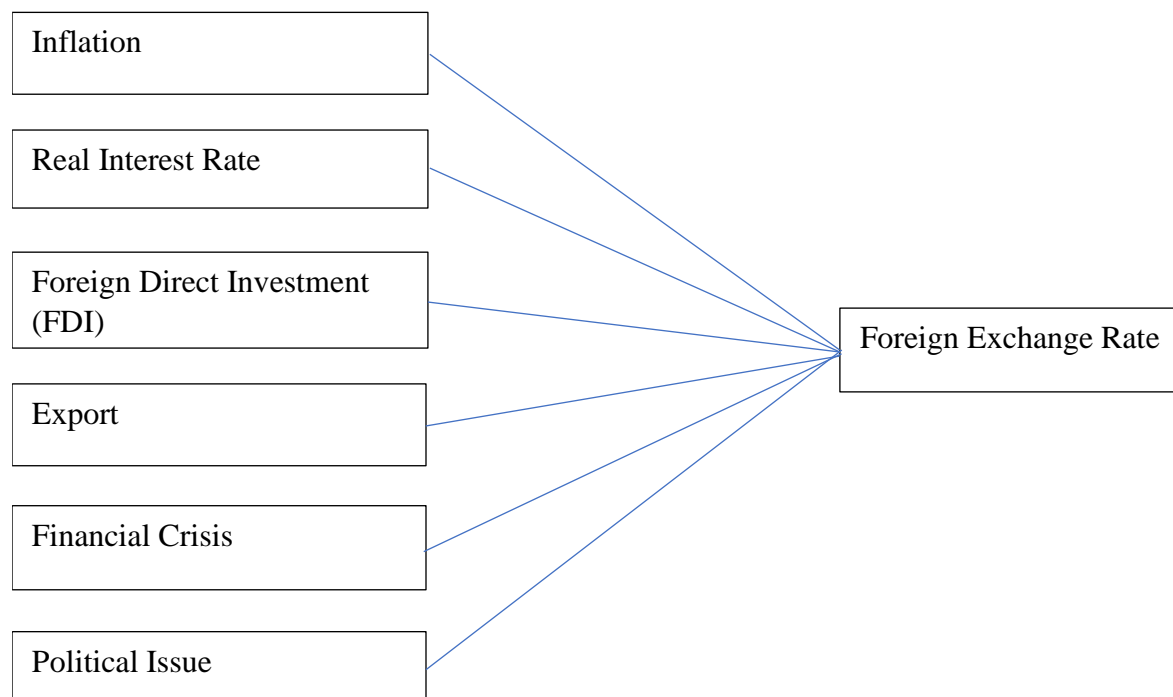 Inflation
Real Interest Rate
Foreign Direct Investment
(FDI)
Foreign Exchange Rate
Export
Financial Crisis
Political Issue